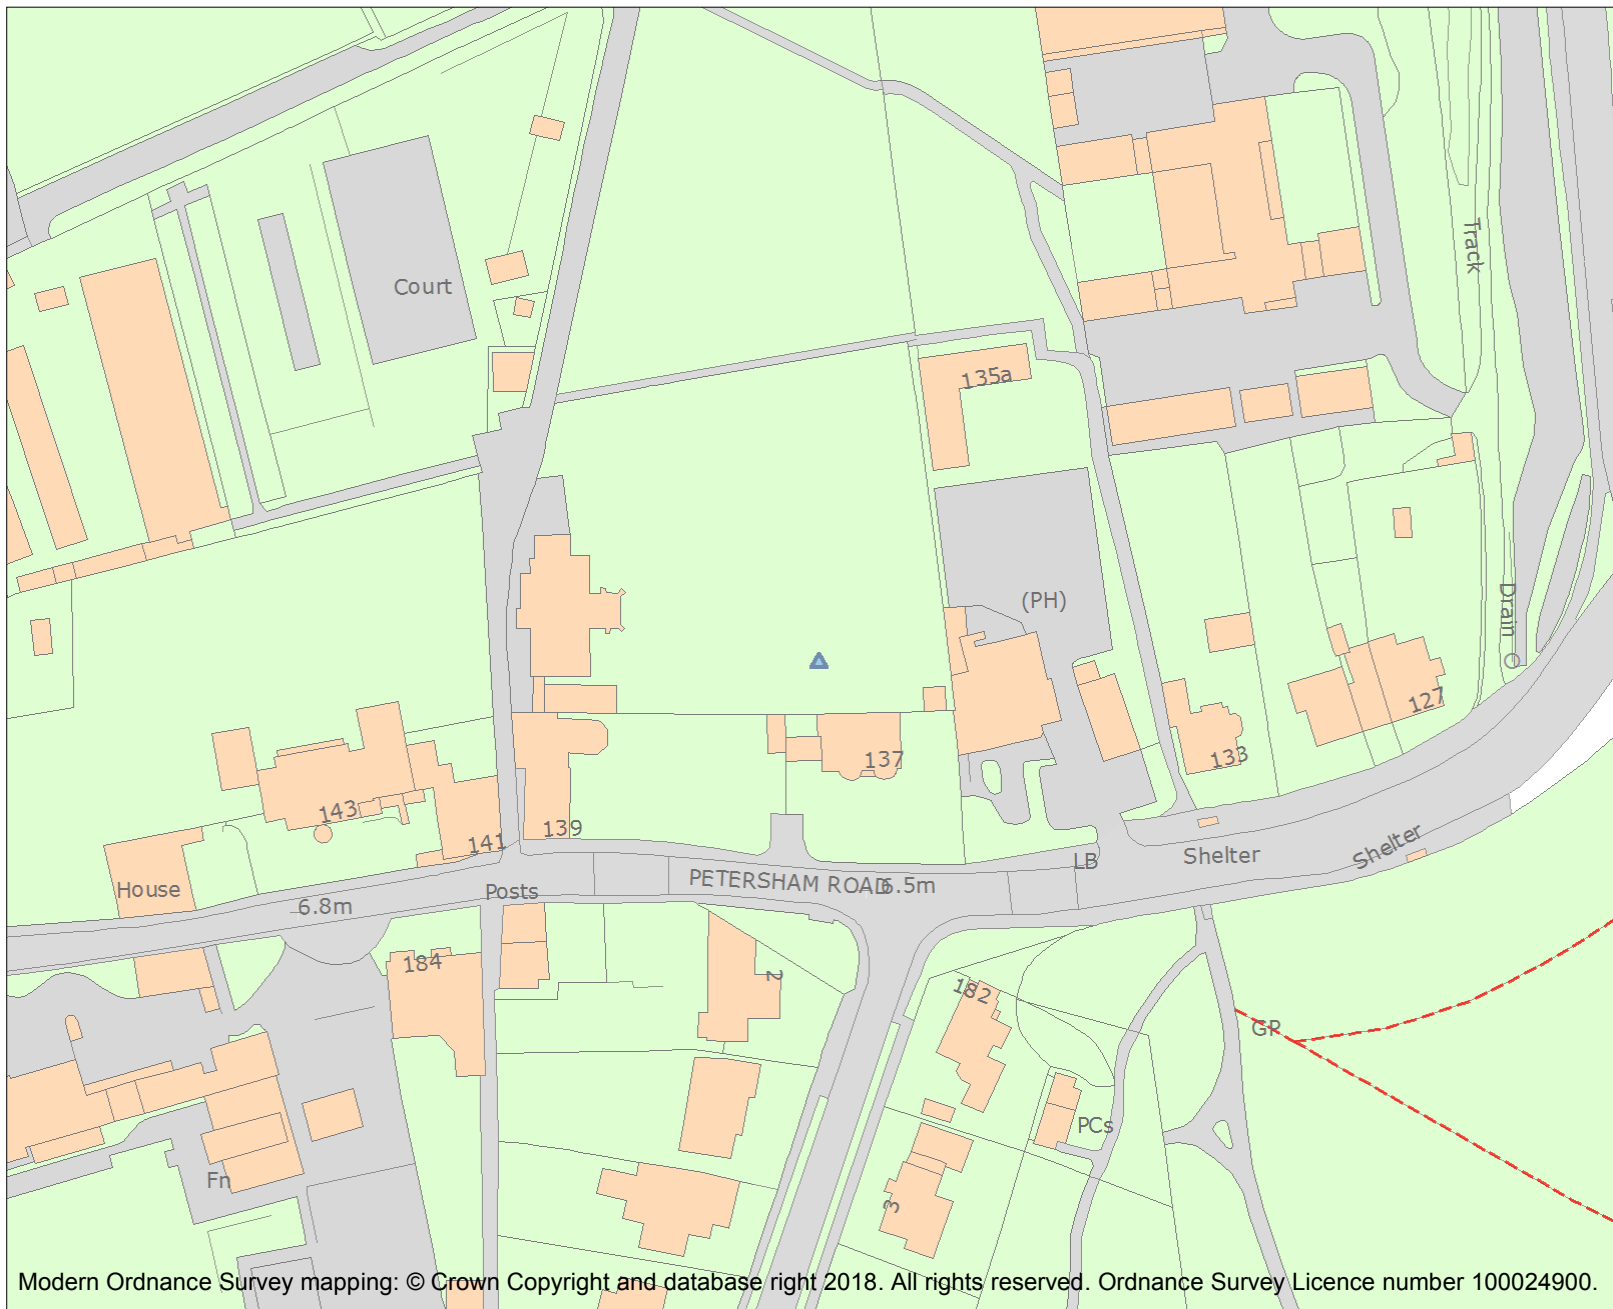 Track
Court
135a
(PH)
Drain
127
137
133
143
139
141
LB
Shelter
Shelter
House
Posts
PETERSHAM ROAD
6.5m
6.8m
184
2
182
GP
PCs
Fn
3
Modern Ordnance Survey mapping: © Crown Copyright and database right 2018. All rights reserved. Ordnance Survey Licence number 100024900.